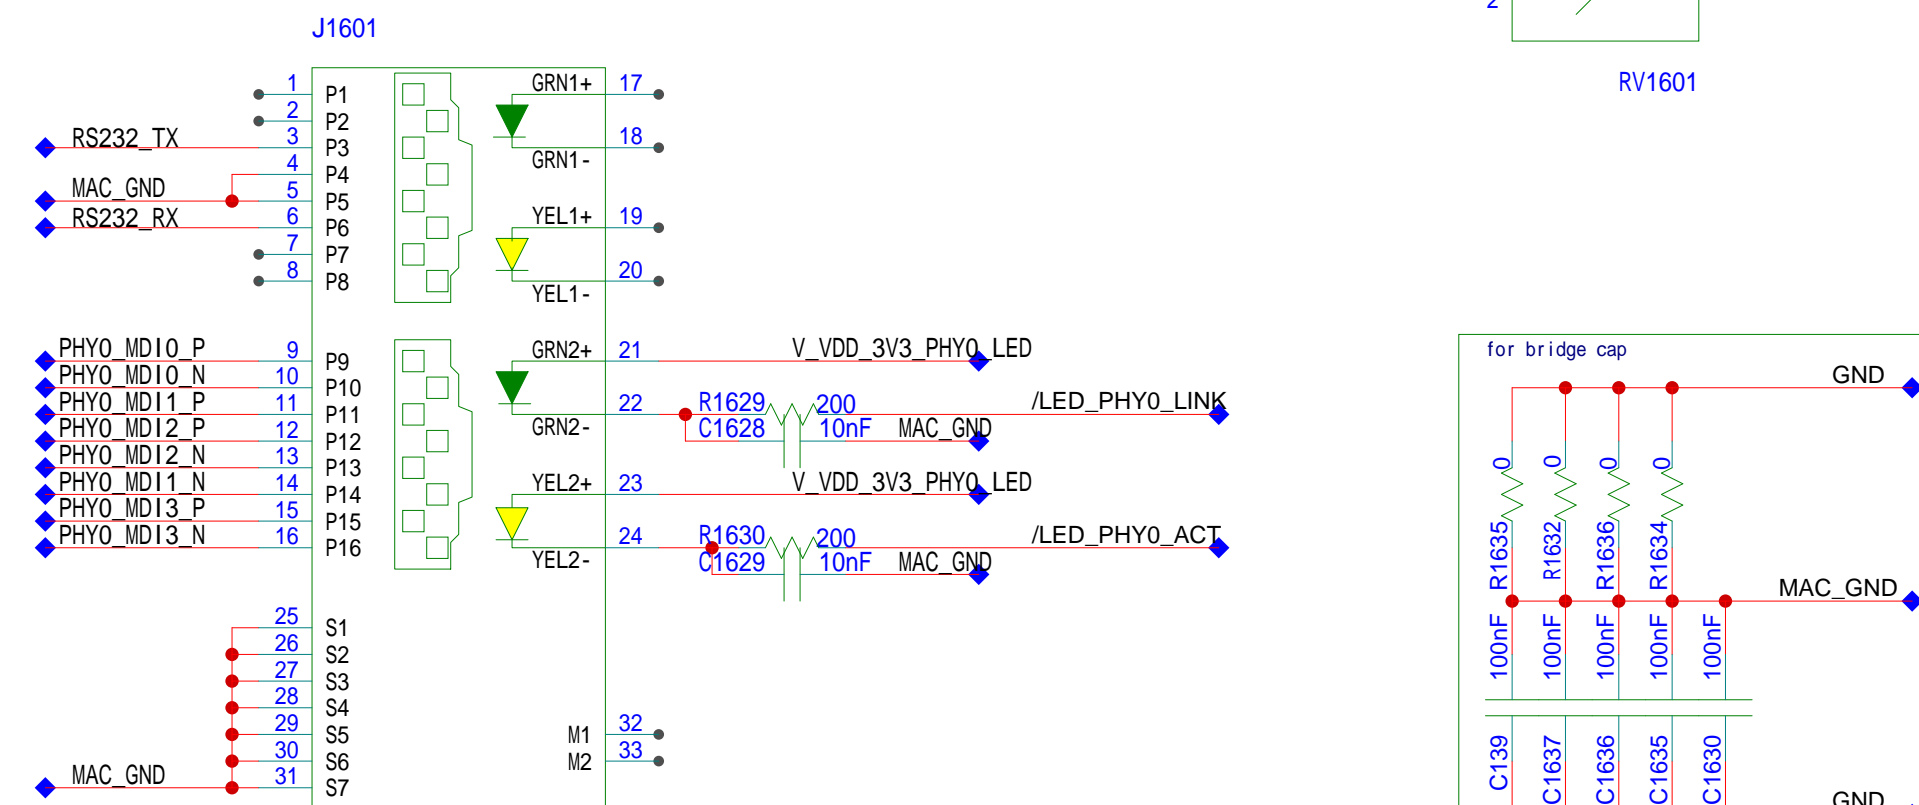 2
J1601
RV1601
1 P1
2 P2
RS232_TX 3 P3
4 P4
MAC_GND 5 P5
RS232_RX 6 P6
7 P7
8 P8
GRN1+ 17
18
GRN1-
YEL1+ 19
20
YEL1-
PHY0_MDI0_P 9 P9
PHY0_MDI0_N 10 P10
PHY0_MDI1_P 11 P11
PHY0_MDI2_P 12 P12
PHY0_MDI2_N 13 P13
PHY0_MDI1_N 14 P14
PHY0_MDI3_P 15 P15
PHY0_MDI3_N 16 P16
GRN2+ 21 V_VDD_3V3_PHY0_LED
22 R1629 200 /LED_PHY0_LINK
GRN2- C1628 10nF MAC_GND
YEL2+ 23 V_VDD_3V3_PHY0_LED
24 R1630 200 /LED_PHY0_ACT
YEL2- C1629 10nF MAC_GND
25 S1
26 S2
27 S3
28 S4
29 S5
30 S6
MAC_GND 31 S7
M1 32
M2 33
for bridge cap
GND
0 0 0 0
R1635 R1632 R1636 R1634
MAC_GND
100nF 100nF 100nF 100nF 100nF
C139 C1637 C1636 C1635 C1630
GND